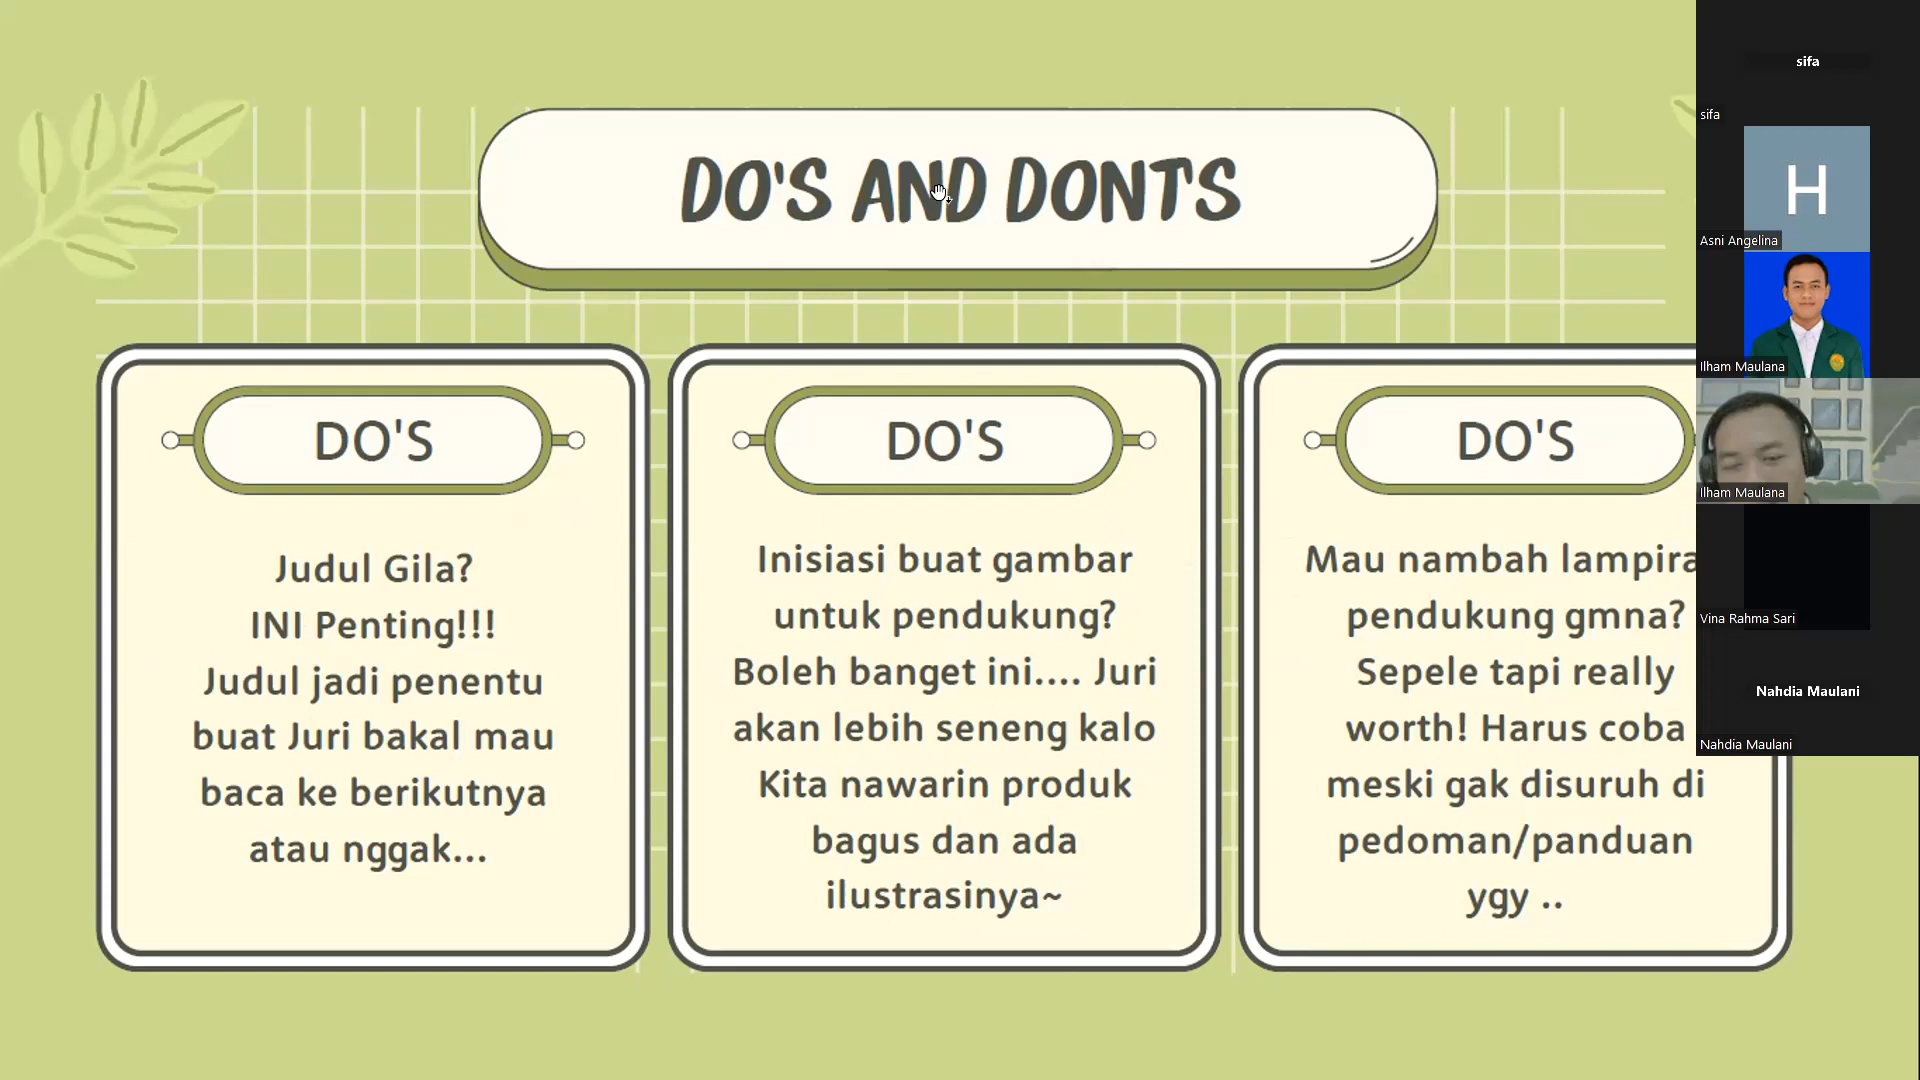 DO'S AND DONT'S
DO'S
Judul Gila?
INI Penting!!!
Judul jadi penentu
buat Juri bakal mau
baca ke berikutnya
atau nggak...
DO'S
Inisiasi buat gambar
untuk pendukung?
Boleh banget ini.... Juri
akan lebih seneng kalo
Kita nawarin produk
bagus dan ada
ilustrasinya~
DO'S
Mau nambah lampira
pendukung gmna?
Sepele tapi really
worth! Harus coba
meski gak disuruh di
pedoman/panduan
ygy ..
sifa
sifa
H
Asni Angelina
Ilham Maulana
Ilham Maulana
Vina Rahma Sari
Nahdia Maulani
Nahdia Maulani